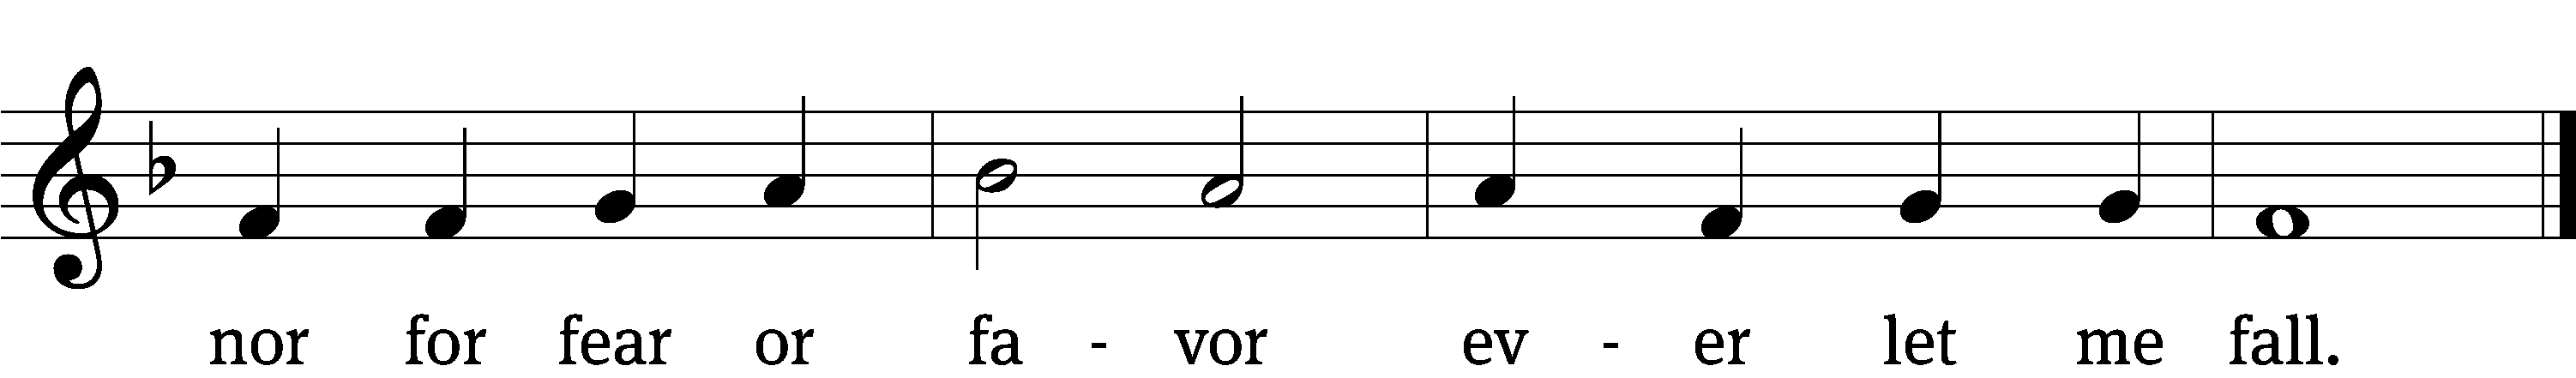 nor for fear or fa - vor ev - er let me fall.